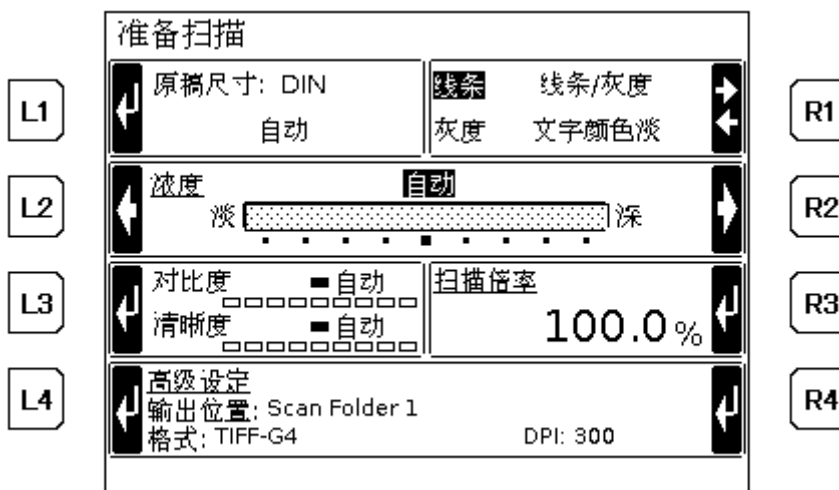 准备扫描
L1
原稿尺寸: DIN
自动
线条 线条/灰度
灰度 文字颜色淡
R1
L2
浓度 自动
淡 深
R2
L3
对比度 自动
清晰度 自动
扫描倍率
100.0%
R3
L4
高级设定
输出位置: Scan Folder 1
格式: TIFF-G4 DPI: 300
R4